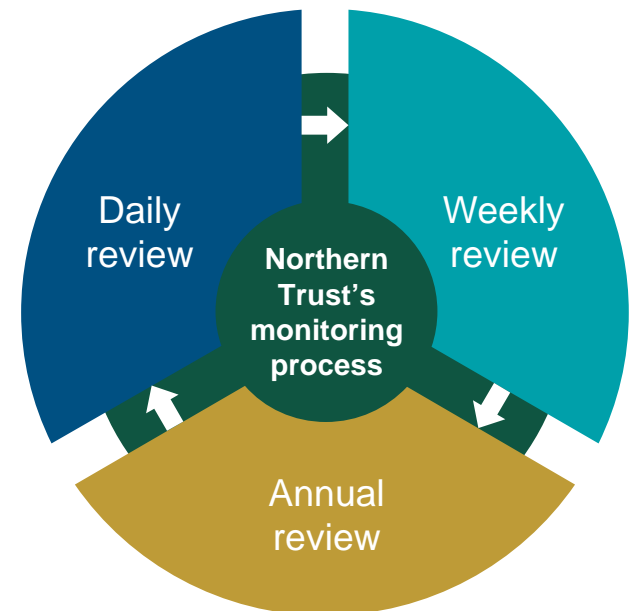 Daily
review
Weekly
review
Northern
Trust’s
monitoring
process
Annual
review